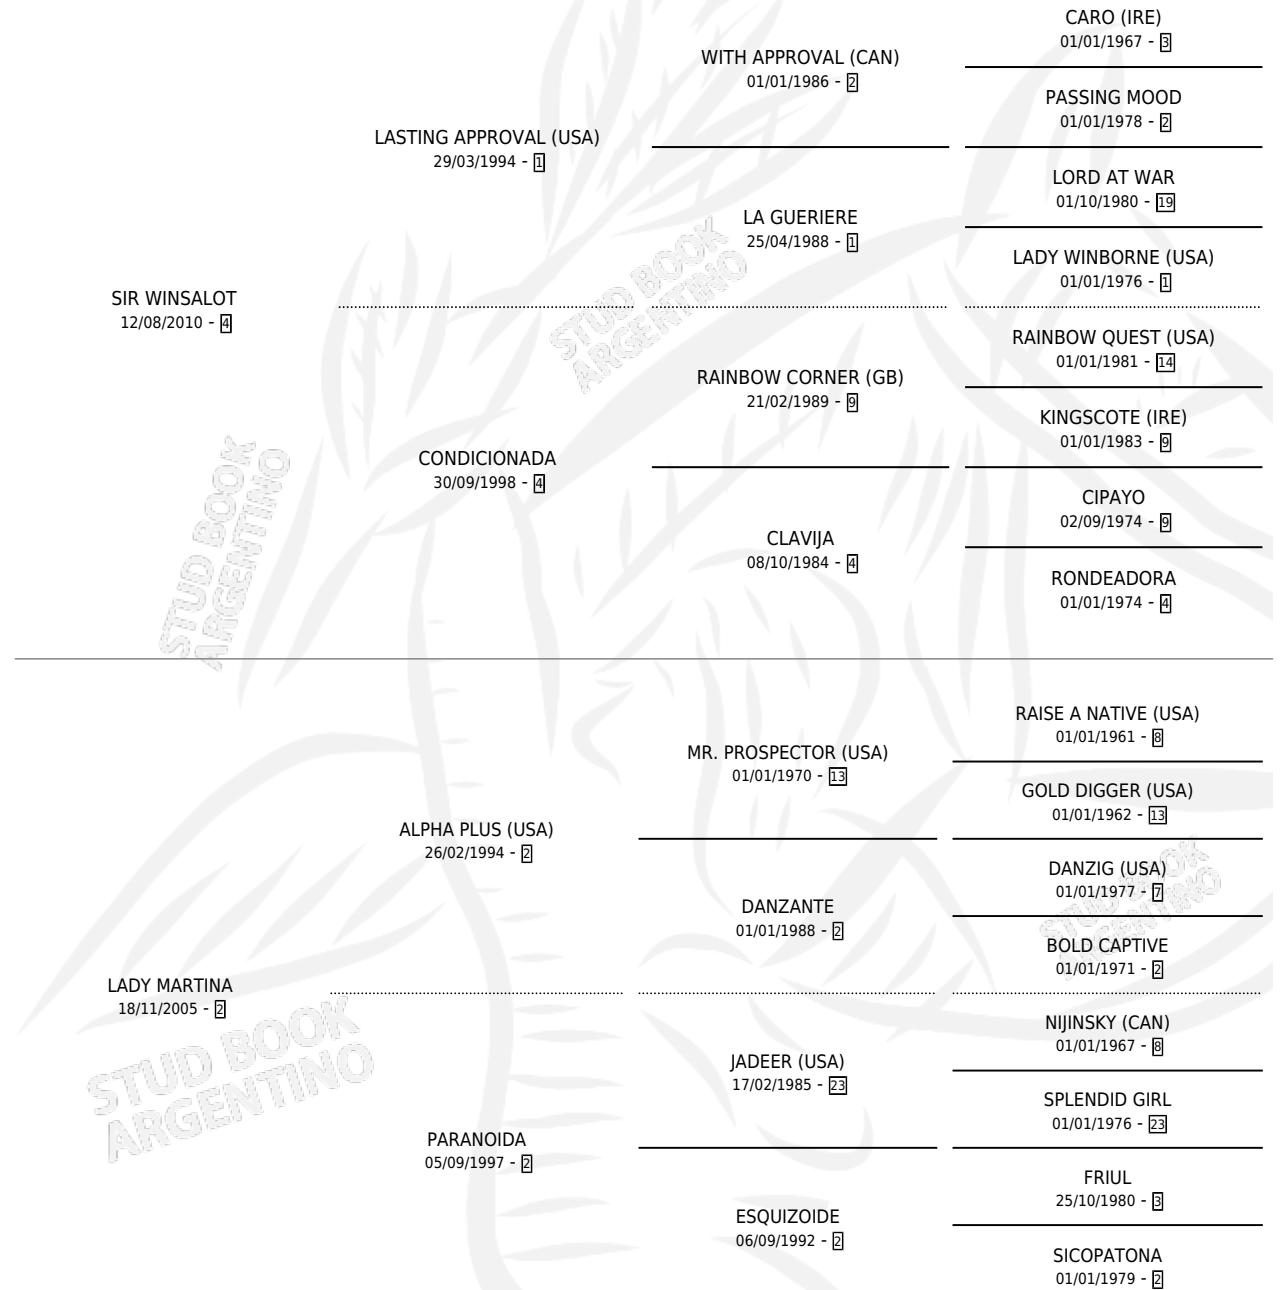 CARO (IRE)
01/01/1967 - 3
WITH APPROVAL (CAN)
01/01/1986 - 2
PASSING MOOD
01/01/1978 - 2
LASTING APPROVAL (USA)
29/03/1994 - 1
LORD AT WAR
01/10/1980 - 19
LA GUERIERE
25/04/1988 - 1
LADY WINBORNE (USA)
01/01/1976 - 1
SIR WINSALOT
12/08/2010 - 4
RAINBOW QUEST (USA)
01/01/1981 - 14
RAINBOW CORNER (GB)
21/02/1989 - 9
KINGSCOTE (IRE)
01/01/1983 - 9
CONDICIONADA
30/09/1998 - 4
CIPAYO
02/09/1974 - 9
CLAVIJA
08/10/1984 - 4
RONDEADORA
01/01/1974 - 4
RAISE A NATIVE (USA)
01/01/1961 - 8
MR. PROSPECTOR (USA)
01/01/1970 - 13
GOLD DIGGER (USA)
01/01/1962 - 13
ALPHA PLUS (USA)
26/02/1994 - 2
DANZIG (USA)
01/01/1977 - 7
DANZANTE
01/01/1988 - 2
BOLD CAPTIVE
01/01/1971 - 2
LADY MARTINA
18/11/2005 - 2
NIJINSKY (CAN)
01/01/1967 - 8
JADEER (USA)
17/02/1985 - 23
SPLENDID GIRL
01/01/1976 - 23
PARANOIDA
05/09/1997 - 2
FRIUL
25/10/1980 - 3
ESQUIZOIDE
06/09/1992 - 2
SICOPATONA
01/01/1979 - 2
STUD BOOK
ARGENTINO
STUD BOOK
ARGENTINO
STUD BOOK
ARGENTINO
STUD BOOK
ARGENTINO